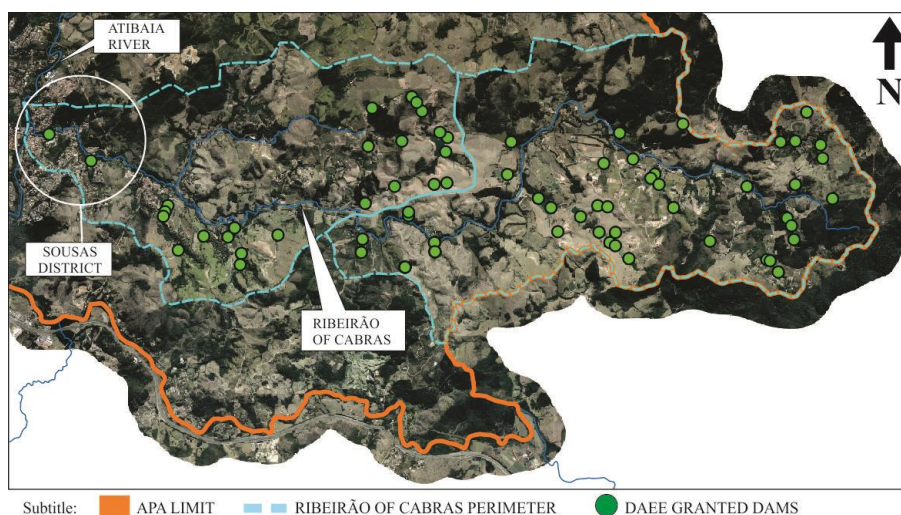 ATIBAIA
RIVER
N
SOUSAS
DISTRICT
RIBEIRÃO
OF CABRAS
Subtitle: APA LIMIT RIBEIRÃO OF CABRAS PERIMETER DAEE GRANTED DAMS